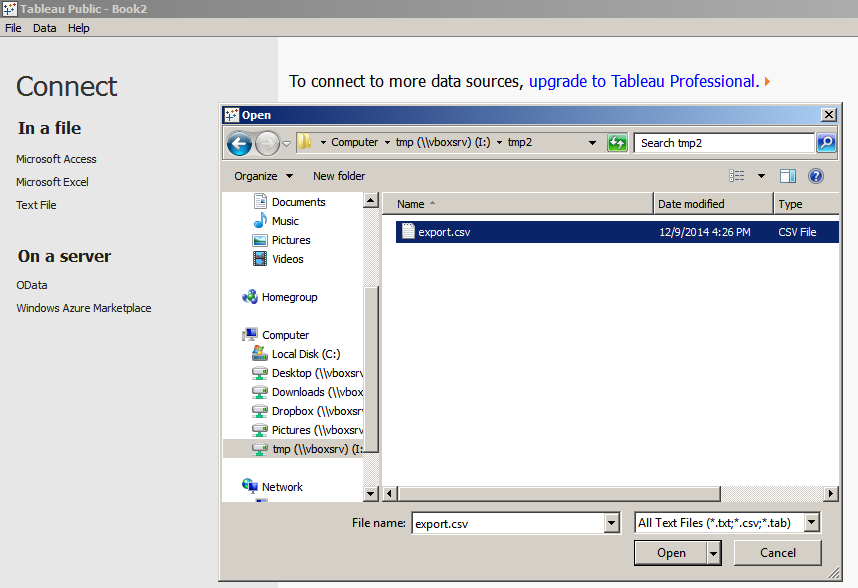 Tableau Public - Book2
File Data Help
Connect
In a file
Microsoft Access
Microsoft Excel
Text File
On a server
OData
Windows Azure Marketplace
To connect to more data sources, upgrade to Tableau Professional.
Open
Computer tmp (\\vboxsrv) (I:) tmp2
Search tmp2
Organize New folder
Documents
Music
Pictures
Videos
Homegroup
Computer
Local Disk (C:)
Desktop (\\vboxsrv
Downloads (\\vbox
Dropbox (\\vboxsrv
Pictures (\\vboxsrv
tmp (\\vboxsrv) (I:
Network
Name Date modified Type
export.csv 12/9/2014 4:26 PM CSV File
File name: export.csv
All Text Files (*.txt;*.csv;*.tab)
Open Cancel